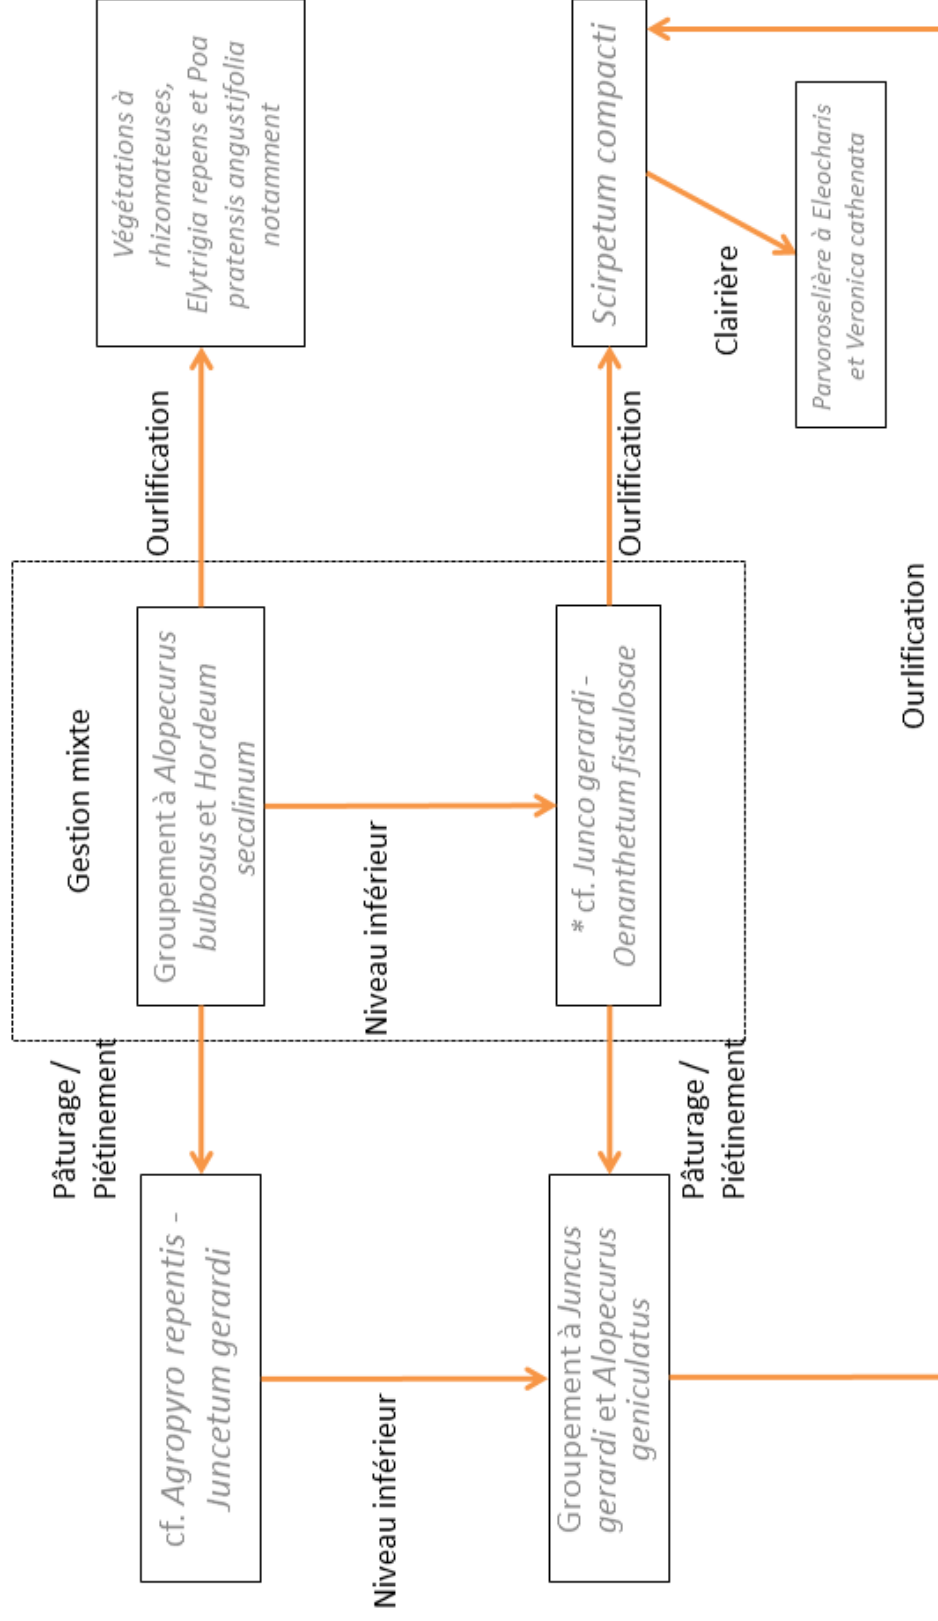 Gestion mixte
Pâturage /
Piétinement
Ourlification
cf. Agropyro repentis -
Juncetum gerardi
Groupement à Alopecurus
bulbosus et Hordeum
secalinum
Végétations à
rhizomateuses,
Elytrigia repens et Poa
pratensis angustifolia
notamment
Niveau inférieur
Niveau inférieur
Groupement à Juncus
gerardi et Alopecurus
geniculatus
* cf. Junco gerardi -
Oenanthetum fistulosae
Scirpetum compacti
Pâturage /
Piétinement
Ourlification
Clairière
Parvoroselière à Eleocharis
et Veronica cathenata
Ourlification